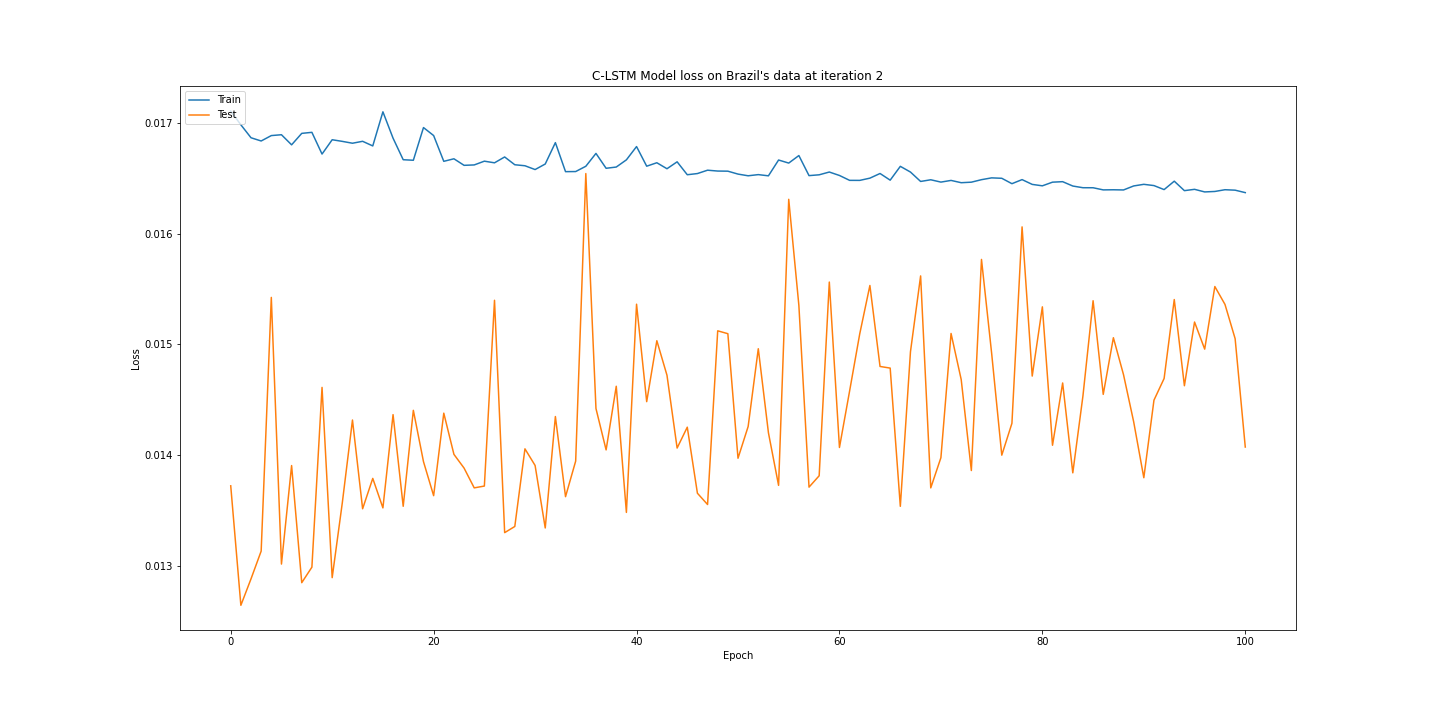 C-LSTM Model loss on Brazil's data at iteration 2
Train
Test
0.017
0.016
0.015
0.014
0.013
Loss
0 20 40 60 80 100
Epoch